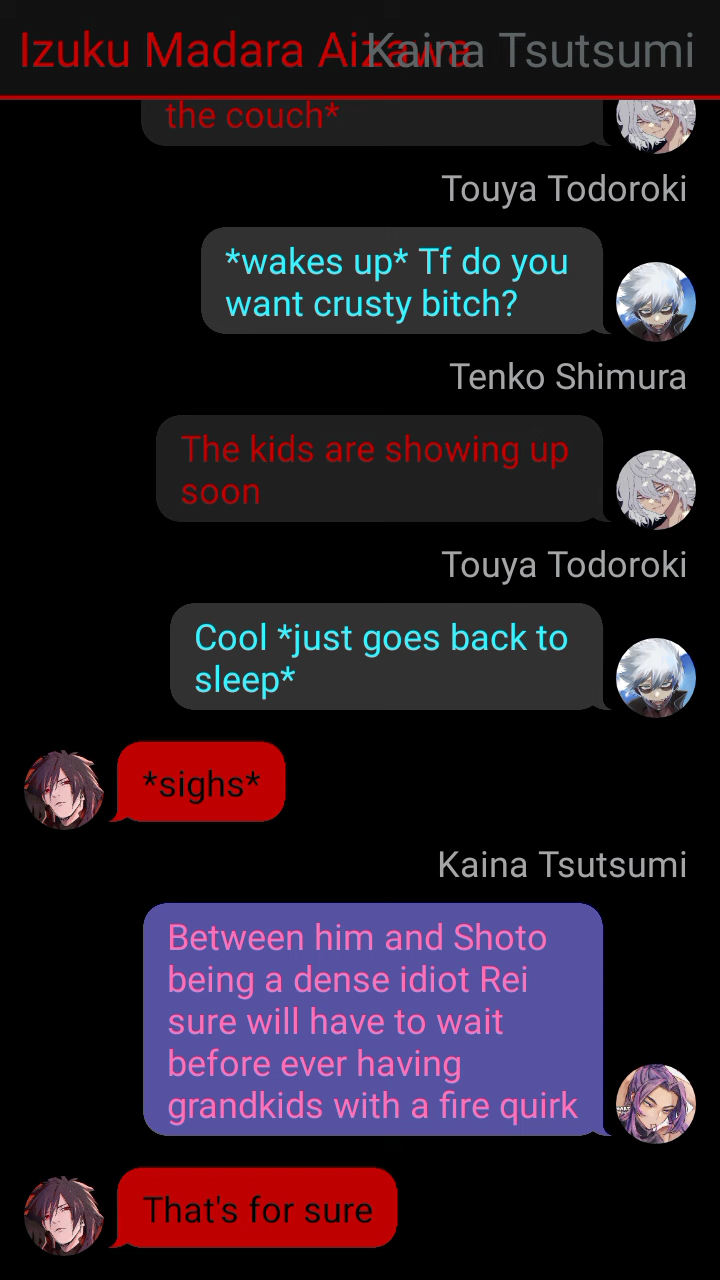 Izuku Madara Aizawa Kaina Tsutsumi
the couch*
Touya Todoroki
*wakes up* Tf do you
want crusty bitch?
Tenko Shimura
The kids are showing up
soon
Touya Todoroki
Cool *just goes back to
sleep*
*sighs*
Kaina Tsutsumi
Between him and Shoto
being a dense idiot Rei
sure will have to wait
before ever having
grandkids with a fire quirk
That's for sure